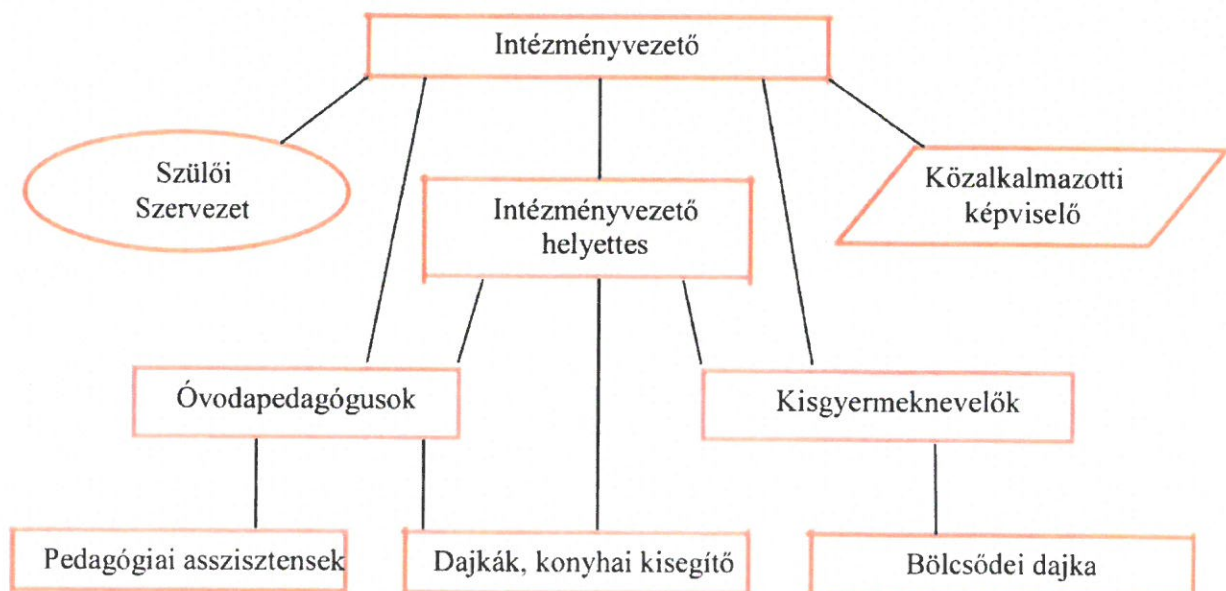 Intézményvezető
Szülői
Szervezet
Intézményvezető
helyettes
Közalkalmazotti
képviselő
Óvodapedagógusok
Kisgyermeknevelők
Pedagógiai asszisztensek
Dajkák, konyhai kisegítő
Bölcsődei dajka